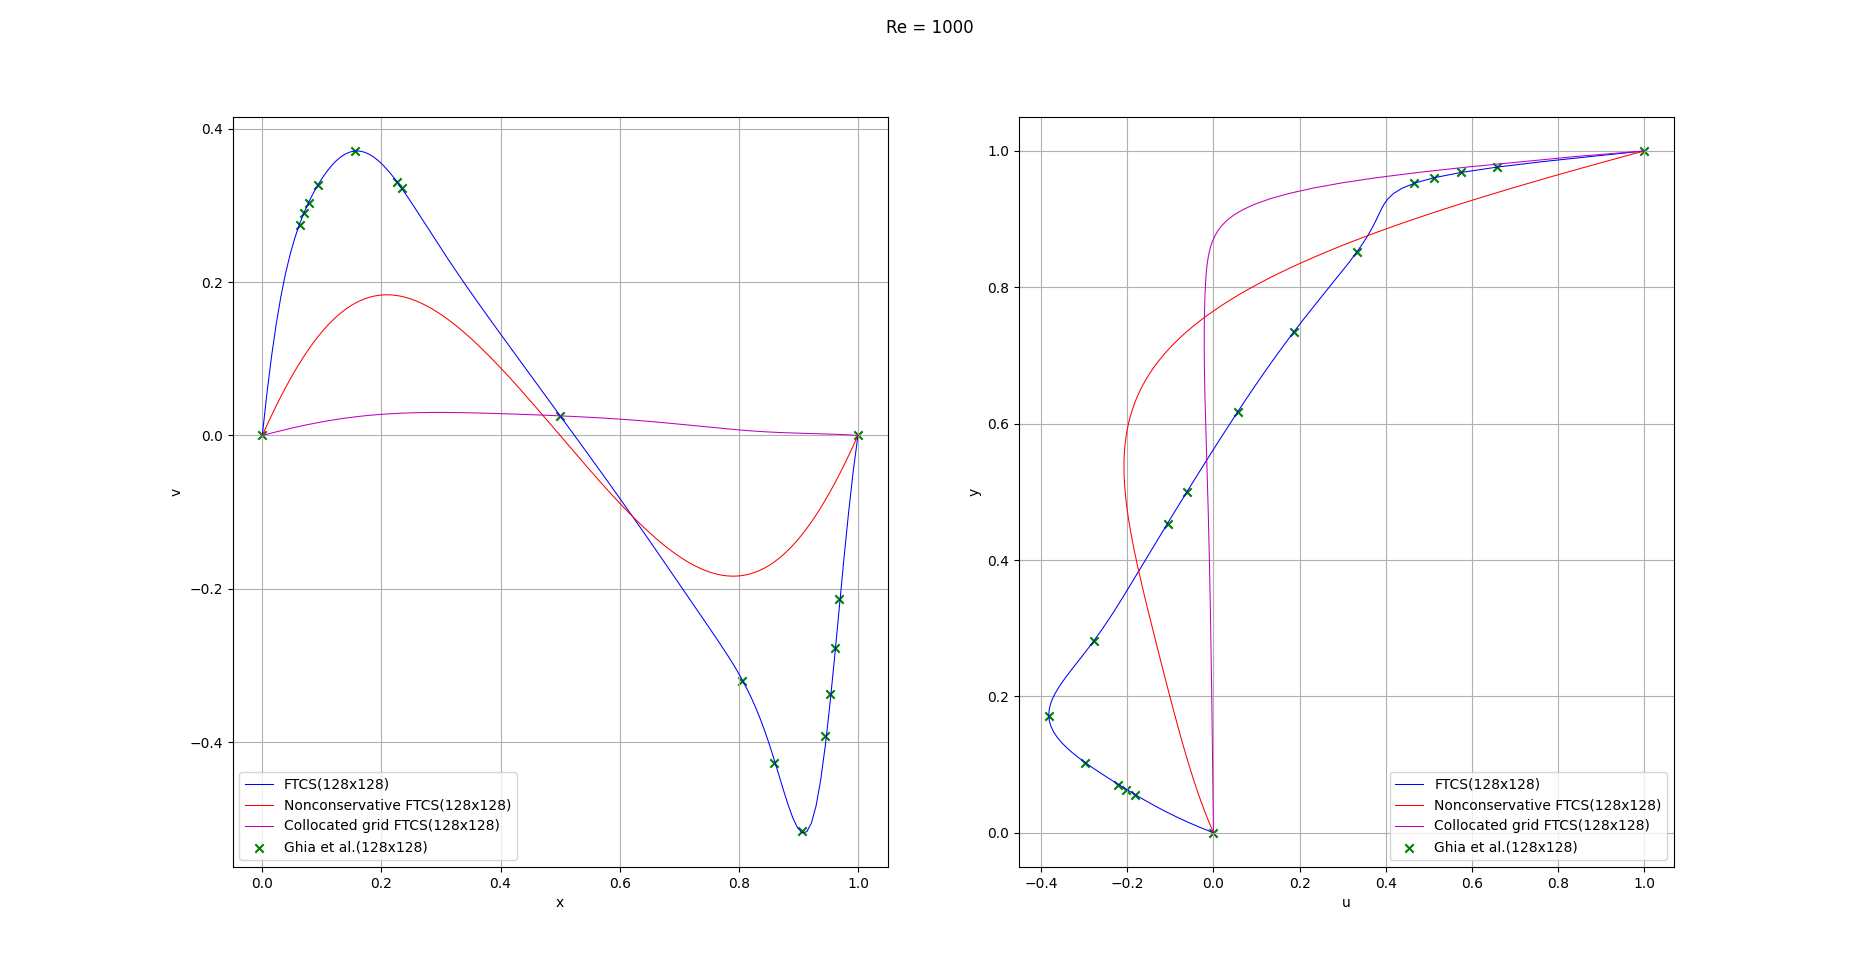 Re = 1000
0.4
0.2
0.0
−0.2
−0.4
v
0.0 0.2 0.4 0.6 0.8 1.0
x
FTCS(128x128)
Nonconservative FTCS(128x128)
Collocated grid FTCS(128x128)
Ghia et al.(128x128)
1.0
0.8
0.6
0.4
0.2
0.0
y
−0.4 −0.2 0.0 0.2 0.4 0.6 0.8 1.0
u
FTCS(128x128)
Nonconservative FTCS(128x128)
Collocated grid FTCS(128x128)
Ghia et al.(128x128)